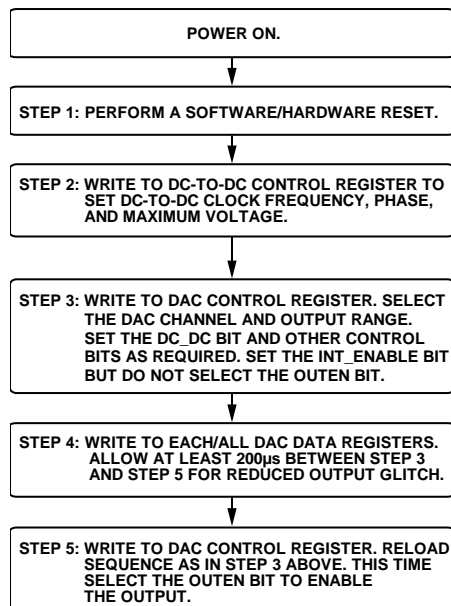 POWER ON.
STEP 1: PERFORM A SOFTWARE/HARDWARE RESET.
STEP 2: WRITE TO DC-TO-DC CONTROL REGISTER TO
SET DC-TO-DC CLOCK FREQUENCY, PHASE,
AND MAXIMUM VOLTAGE.
STEP 3: WRITE TO DAC CONTROL REGISTER. SELECT
THE DAC CHANNEL AND OUTPUT RANGE.
SET THE DC_DC BIT AND OTHER CONTROL
BITS AS REQUIRED. SET THE INT_ENABLE BIT
BUT DO NOT SELECT THE OUTEN BIT.
STEP 4: WRITE TO EACH/ALL DAC DATA REGISTERS.
ALLOW AT LEAST 200µs BETWEEN STEP 3
AND STEP 5 FOR REDUCED OUTPUT GLITCH.
STEP 5: WRITE TO DAC CONTROL REGISTER. RELOAD
SEQUENCE AS IN STEP 3 ABOVE. THIS TIME
SELECT THE OUTEN BIT TO ENABLE
THE OUTPUT.